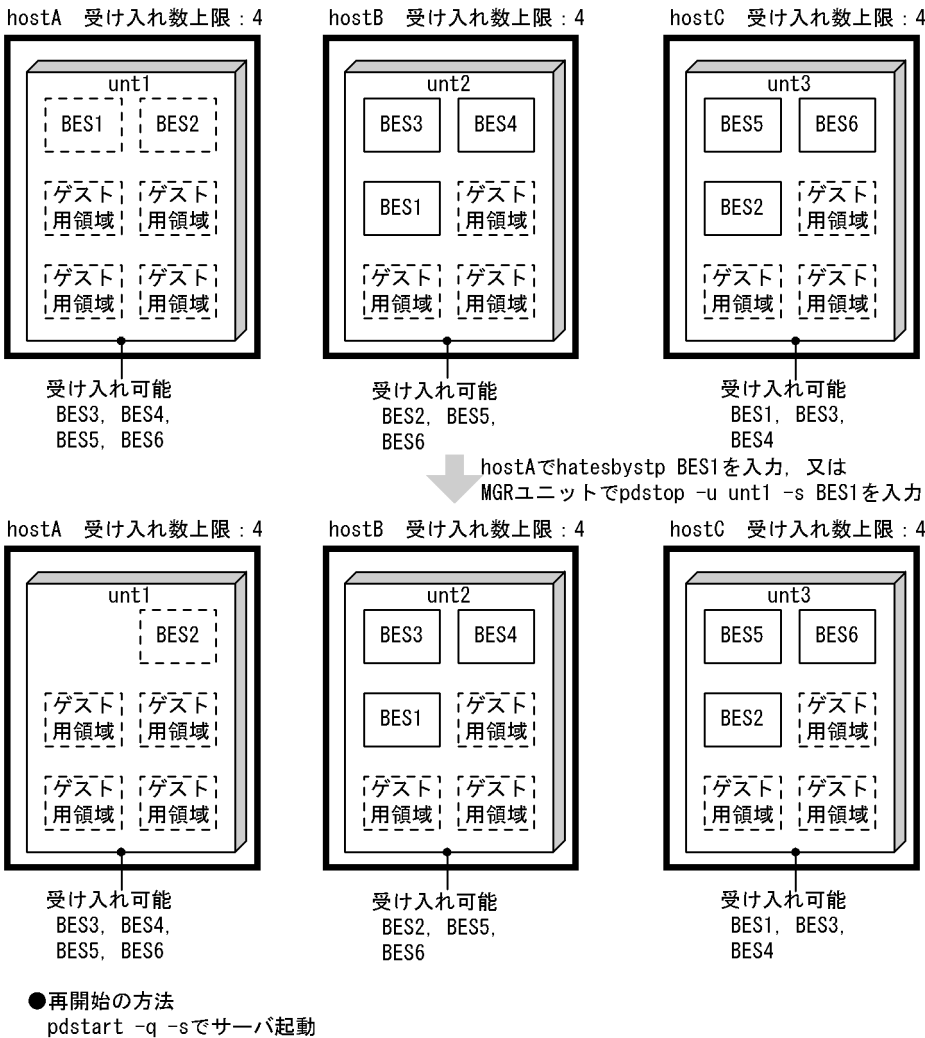 hostA 受け入れ数上限：4
hostB 受け入れ数上限：4
hostC 受け入れ数上限：4
unt1
BES1 BES2
ゲスト用領域 ゲスト用領域
ゲスト用領域 ゲスト用領域
受け入れ可能
BES3, BES4,
BES5, BES6
unt2
BES3 BES4
BES1 ゲスト用領域
ゲスト用領域 ゲスト用領域
受け入れ可能
BES2, BES5,
BES6
unt3
BES5 BES6
BES2 ゲスト用領域
ゲスト用領域 ゲスト用領域
受け入れ可能
BES1, BES3,
BES4
hostAでhatesbystp BES1を入力, 又は
MGRユニットでpdstop -u unt1 -s BES1を入力
hostA 受け入れ数上限：4
hostB 受け入れ数上限：4
hostC 受け入れ数上限：4
unt1
BES2
ゲスト用領域 ゲスト用領域
ゲスト用領域 ゲスト用領域
受け入れ可能
BES3, BES4,
BES5, BES6
unt2
BES3 BES4
BES1 ゲスト用領域
ゲスト用領域 ゲスト用領域
受け入れ可能
BES2, BES5,
BES6
unt3
BES5 BES6
BES2 ゲスト用領域
ゲスト用領域 ゲスト用領域
受け入れ可能
BES1, BES3,
BES4
●再開始の方法
pdstart -q -sでサーバ起動